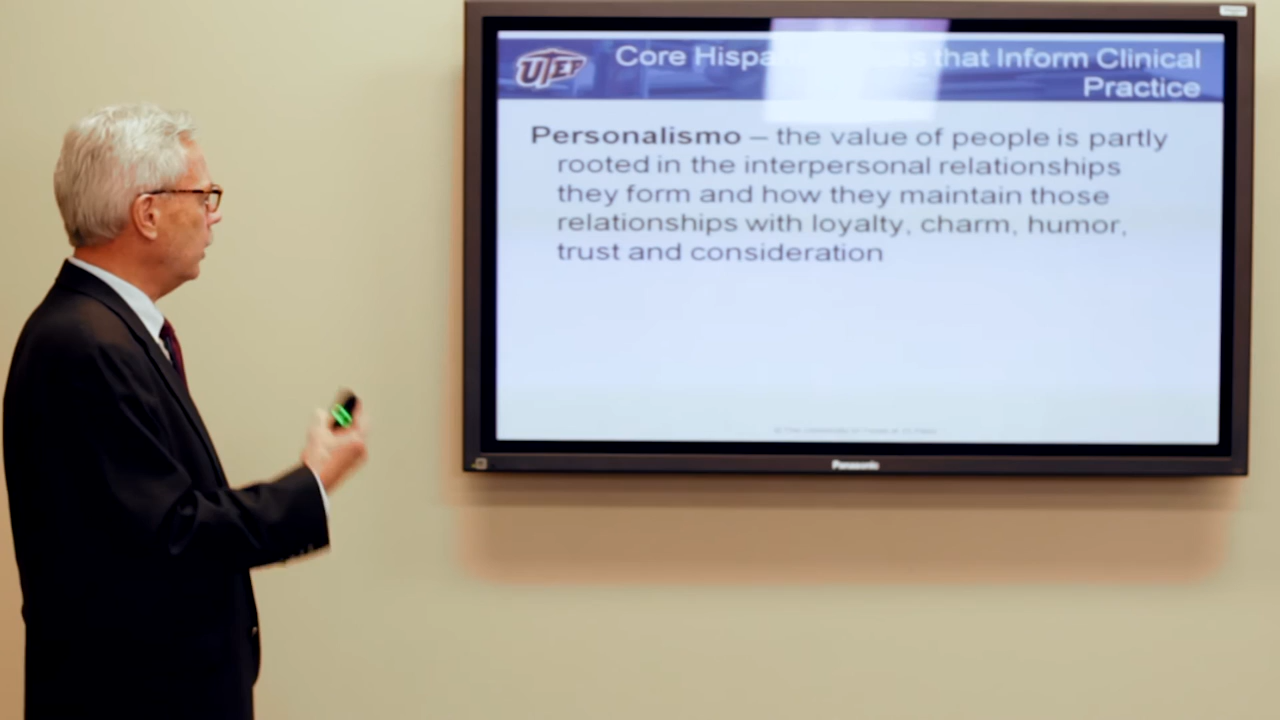 UTEP
Core Hispa that Inform Clinical
Practice
Personalismo – the value of people is partly
rooted in the interpersonal relationships
they form and how they maintain those
relationships with loyalty, charm, humor,
trust and consideration
Panasonic